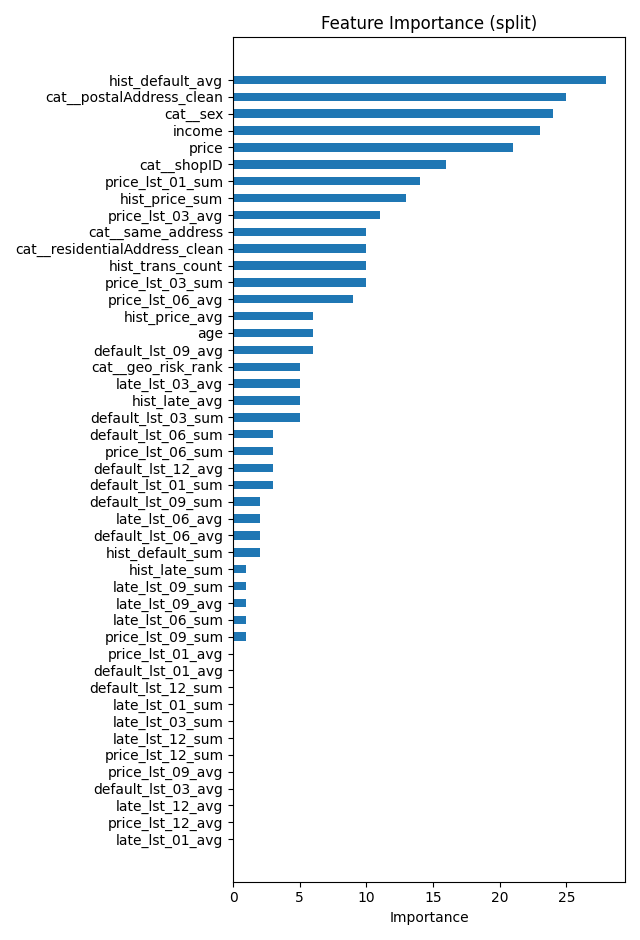 Feature Importance (split)
hist_default_avg
cat__postalAddress_clean
cat__sex
income
price
cat__shopID
price_lst_01_sum
hist_price_sum
price_lst_03_avg
cat__same_address
cat__residentialAddress_clean
hist_trans_count
price_lst_03_sum
price_lst_06_avg
hist_price_avg
age
default_lst_09_avg
cat__geo_risk_rank
late_lst_03_avg
hist_late_avg
default_lst_03_sum
default_lst_06_sum
price_lst_06_sum
default_lst_12_avg
default_lst_01_sum
default_lst_09_sum
late_lst_06_avg
default_lst_06_avg
hist_default_sum
hist_late_sum
late_lst_09_sum
late_lst_09_avg
late_lst_06_sum
price_lst_09_sum
price_lst_01_avg
default_lst_01_avg
default_lst_12_sum
late_lst_01_sum
late_lst_03_sum
late_lst_12_sum
price_lst_12_sum
price_lst_09_avg
default_lst_03_avg
late_lst_12_avg
price_lst_12_avg
late_lst_01_avg
0 5 10 15 20 25
Importance